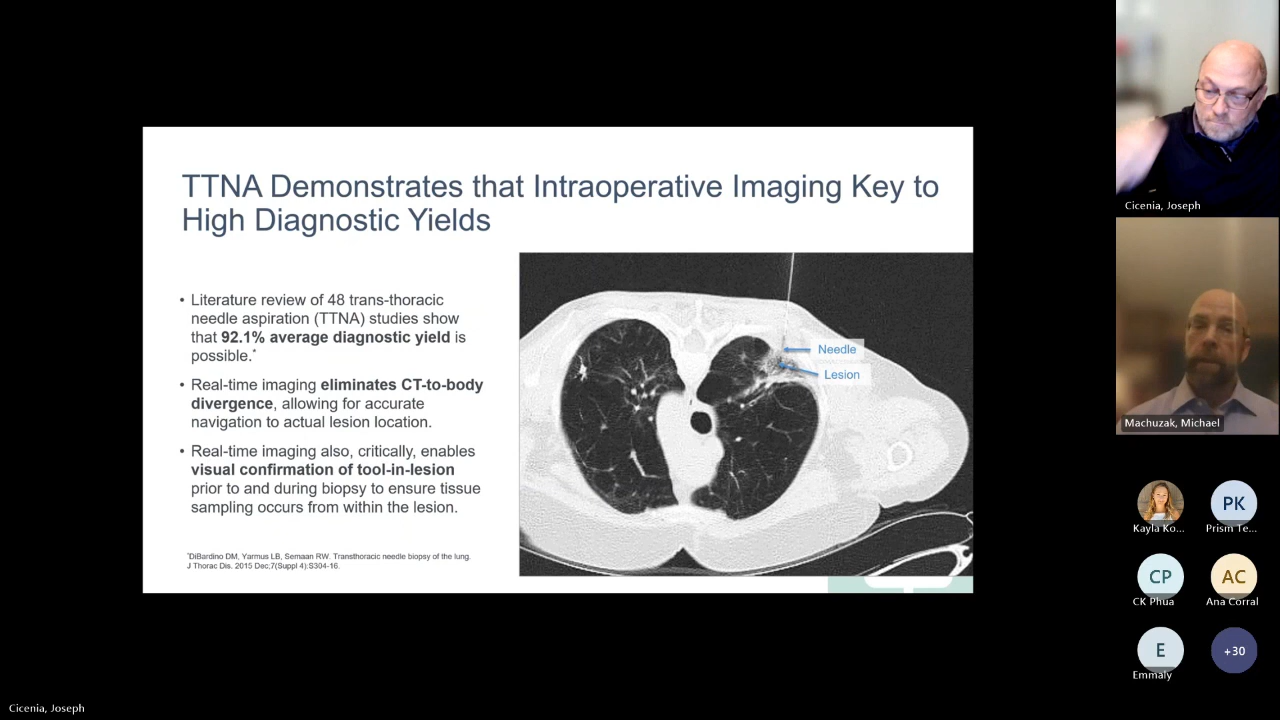 TTNA Demonstrates that Intraoperative Imaging Key to
High Diagnostic Yields
• Literature review of 48 trans-thoracic
needle aspiration (TTNA) studies show
that 92.1% average diagnostic yield is
possible.*
• Real-time imaging eliminates CT-to-body
divergence, allowing for accurate
navigation to actual lesion location.
• Real-time imaging also, critically, enables
visual confirmation of tool-in-lesion
prior to and during biopsy to ensure tissue
sampling occurs from within the lesion.
*DiBardino DM, Yarmus LB, Semaan RW. Transthoracic needle biopsy of the lung.
J Thorac Dis. 2015 Dec;7(Suppl 4):S304-16.
Needle
Lesion
Cicenia, Joseph
Machuzak, Michael
Kayla Ko...
PK
Prism Te...
CP
CK Phua
AC
Ana Corral
E
Emmaly
+30
Cicenia, Joseph